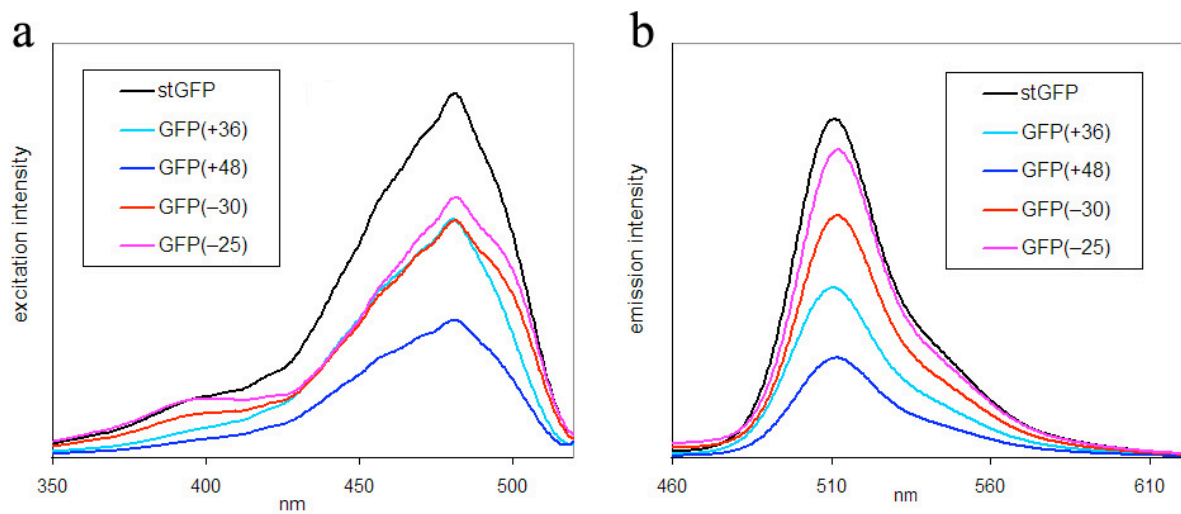 a
excitation intensity
stGFP
GFP(+36)
GFP(+48)
GFP(–30)
GFP(–25)
350 400 450 500
nm
b
emission intensity
stGFP
GFP(+36)
GFP(+48)
GFP(–30)
GFP(–25)
460 510 560 610
nm